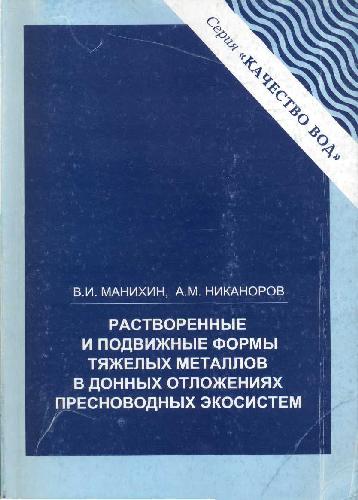 Серия «КАЧЕСТВО ВОД»
В.И. МАНИХИН, А.М. НИКАНОРОВ
РАСТВОРЕННЫЕ
И ПОДВИЖНЫЕ ФОРМЫ
ТЯЖЕЛЫХ МЕТАЛЛОВ
В ДОННЫХ ОТЛОЖЕНИЯХ
ПРЕСНОВОДНЫХ ЭКОСИСТЕМ